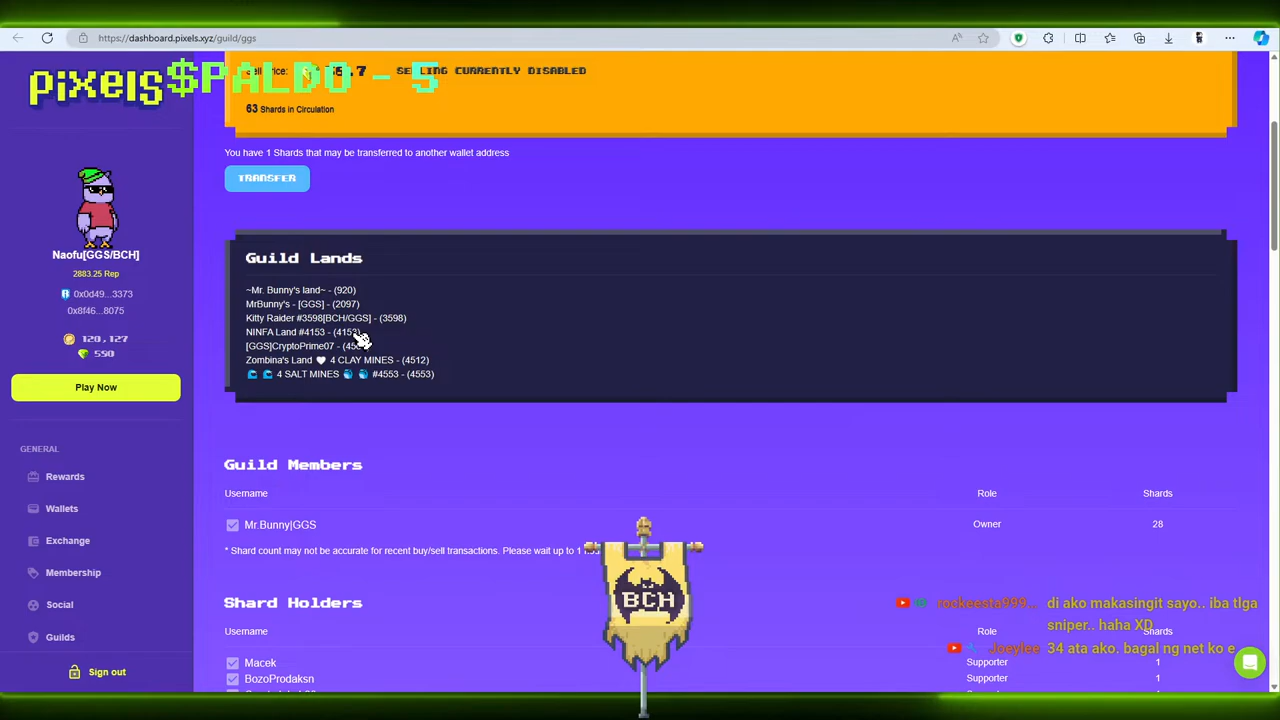 https://dashboard.pixels.xyz/guild/ggs
pixels
$PALDO - 5
Sell Price:
SELLING CURRENTLY DISABLED
63 Shards in Circulation
You have 1 Shards that may be transferred to another wallet address
TRANSFER
Naofu[GGS/BCH]
2883.25 Rep
0x0d49...3373
0x8f46...8075
120,127
590
Play Now
GENERAL
Rewards
Wallets
Exchange
Membership
Social
Guilds
Sign out
Guild Lands
~Mr. Bunny's land~ - (920)
MrBunny's - [GGS] - (2097)
Kitty Raider #3598[BCH/GGS] - (3598)
NINFA Land #4153 - (4153)
[GGS]CryptoPrime07 -
Zombina's Land 🤍 4 CLAY MINES - (4512)
🌊 🌊 4 SALT MINES 🧊 🧊 #4553 - (4553)
Guild Members
Username Role Shards
Mr.Bunny|GGS Owner 28
* Shard count may not be accurate for recent buy/sell transactions. Please wait up to 1
BCH
Shard Holders
Username Role Shards
Macek Supporter 1
BozoProdaksn Supporter 1
rockeesta999.. di ako makasingit sayo.. iba tlga
sniper.. haha XD
Joeylee 34 ata ako. bagal ng net ko e